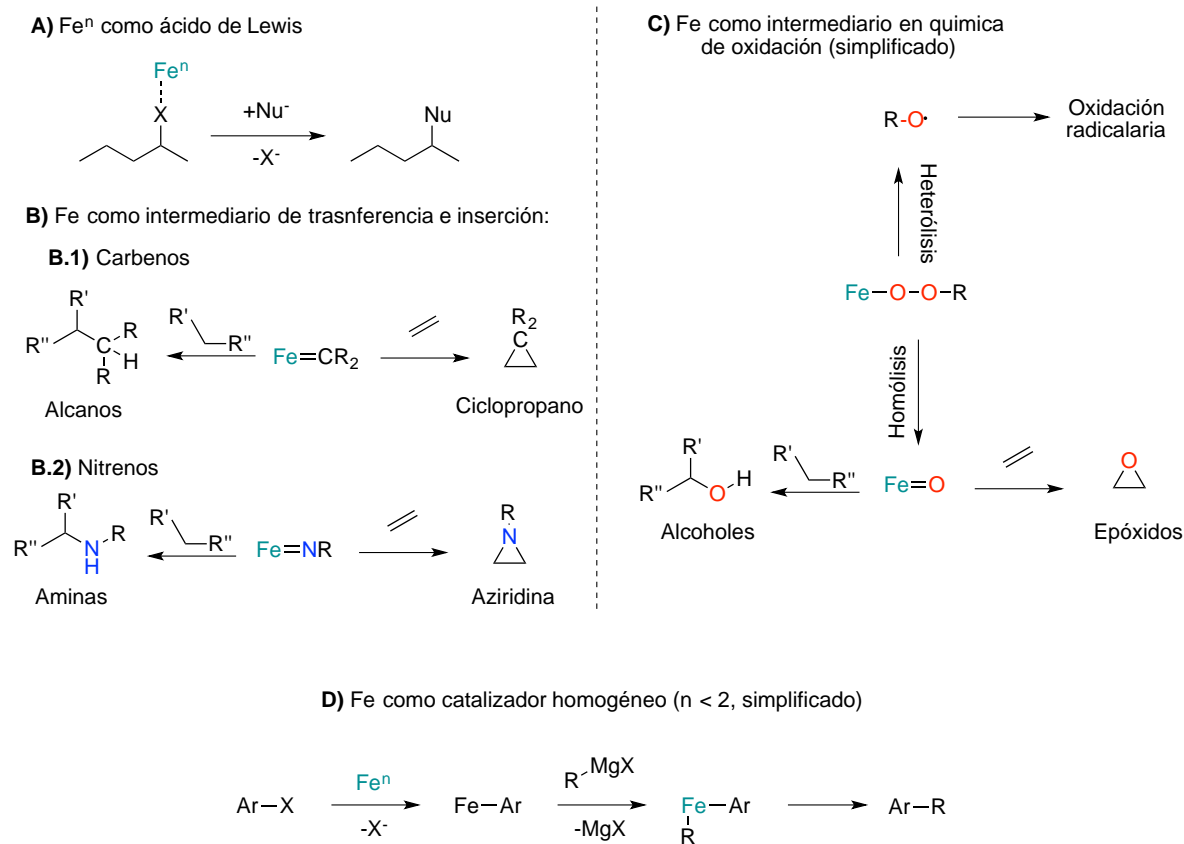 A) Feⁿ como ácido de Lewis
Feⁿ
X
+Nu⁻
-X⁻
Nu
B) Fe como intermediario de trasnferencia e inserción:
B.1) Carbenos
R'
R''
C
R
H
R
Alcanos
R'
R''
Fe=CR₂
R₂
C
Ciclopropano
B.2) Nitrenos
R'
R''
N
H
R
Aminas
R'
R''
Fe=NR
R
N
Aziridina
C) Fe como intermediario en quimica
de oxidación (simplificado)
R-O·
Oxidación
radicalaria
Heterólisis
Fe-O-O-R
Homólisis
R'
R''
O
H
Alcoholes
R'
R''
Fe=O
O
Epóxidos
D) Fe como catalizador homogéneo (n < 2, simplificado)
Ar-X
Feⁿ
-X⁻
Fe-Ar
R-MgX
-MgX
Fe-Ar
R
Ar-R